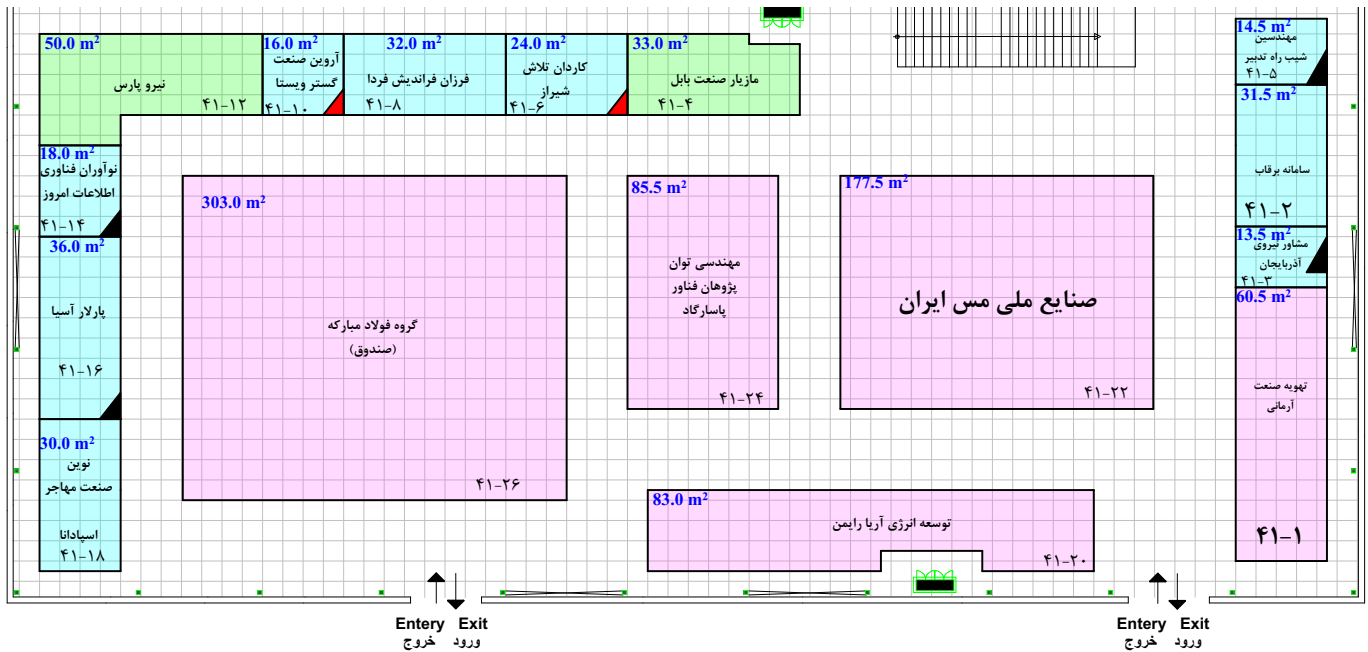 50.0 m²
نیرو پارس
۴۱-۱۲
16.0 m²
آروین صنعت
گستر ویستا
۴۱-۱۰
32.0 m²
فرزان فراندیش فردا
۴۱-۸
24.0 m²
کاردان تلاش
شیراز
۴۱-۶
33.0 m²
مازیار صنعت بابل
۴۱-۴
14.5 m²
مهندسین
شیب راه تدبیر
۴۱-۵
31.5 m²
سامانه برقاب
۴۱-۲
13.5 m²
مشاور نیروی
آذربایجان
۴۱-۳
60.5 m²
تهویه صنعت
آرمانی
۴۱-۱
18.0 m²
نوآوران فناوری
اطلاعات امروز
۴۱-۱۴
36.0 m²
پارلار آسیا
۴۱-۱۶
30.0 m²
نوین
صنعت مهاجر
اسپادانا
۴۱-۱۸
303.0 m²
گروه فولاد مبارکه
(صندوق)
۴۱-۲۶
85.5 m²
مهندسی توان
پژوهان فناور
پاسارگاد
۴۱-۲۴
177.5 m²
صنایع ملی مس ایران
۴۱-۲۲
83.0 m²
توسعه انرژی آریا رایمن
۴۱-۲۰
Entery Exit
خروج ورود
Entery Exit
خروج ورود